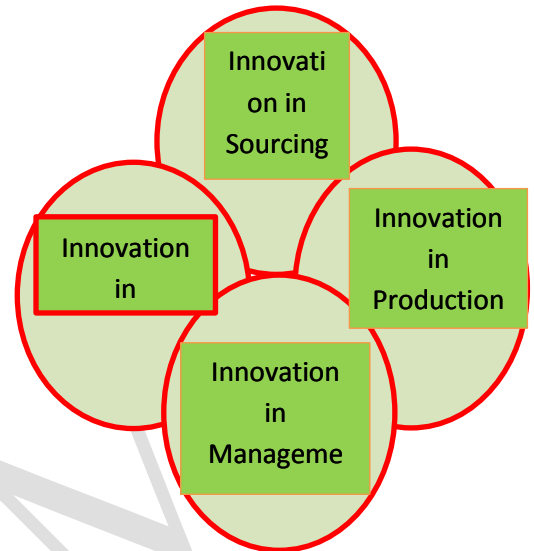 Innovati
on in
Sourcing
Innovation
in
Innovation
in
Production
Innovation
in
Manageme